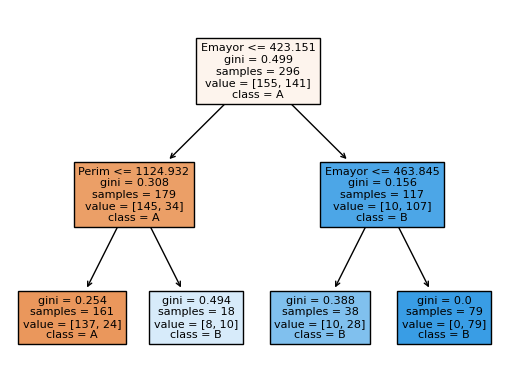 Emayor <= 423.151
gini = 0.499
samples = 296
value = [155, 141]
class = A
Perim <= 1124.932
gini = 0.308
samples = 179
value = [145, 34]
class = A
Emayor <= 463.845
gini = 0.156
samples = 117
value = [10, 107]
class = B
gini = 0.254
samples = 161
value = [137, 24]
class = A
gini = 0.494
samples = 18
value = [8, 10]
class = B
gini = 0.388
samples = 38
value = [10, 28]
class = B
gini = 0.0
samples = 79
value = [0, 79]
class = B